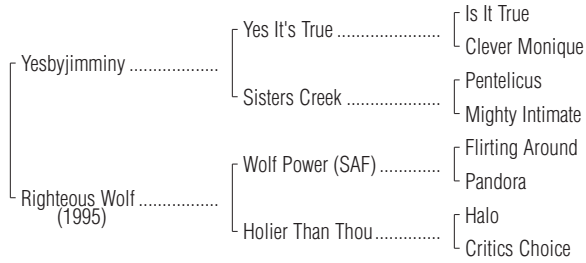 Is It True
Yes It's True
Clever Monique
Yesbyjimminy
Pentelicus
Sisters Creek
Mighty Intimate
Flirting Around
Wolf Power (SAF)
Pandora
Righteous Wolf
(1995)
Halo
Holier Than Thou
Critics Choice